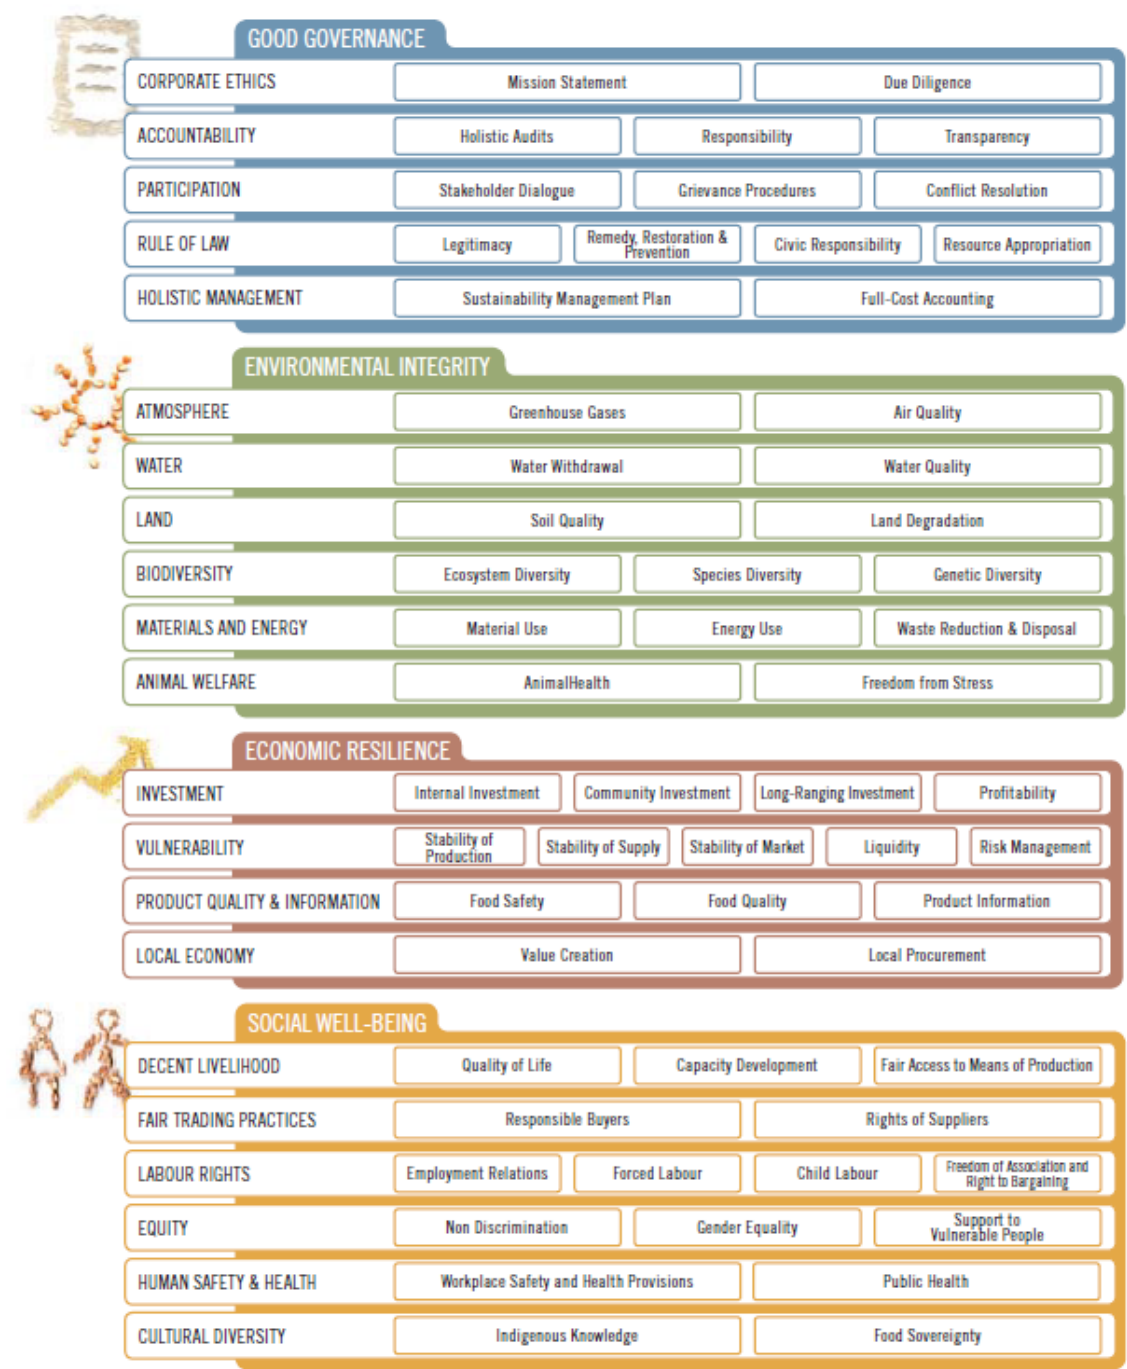 GOOD GOVERNANCE
CORPORATE ETHICS Mission Statement Due Diligence
ACCOUNTABILITY Holistic Audits Responsibility Transparency
PARTICIPATION Stakeholder Dialogue Grievance Procedures Conflict Resolution
RULE OF LAW Legitimacy Remedy, Restoration & Prevention Civic Responsibility Resource Appropriation
HOLISTIC MANAGEMENT Sustainability Management Plan Full-Cost Accounting
ENVIRONMENTAL INTEGRITY
ATMOSPHERE Greenhouse Gases Air Quality
WATER Water Withdrawal Water Quality
LAND Soil Quality Land Degradation
BIODIVERSITY Ecosystem Diversity Species Diversity Genetic Diversity
MATERIALS AND ENERGY Material Use Energy Use Waste Reduction & Disposal
ANIMAL WELFARE AnimalHealth Freedom from Stress
ECONOMIC RESILIENCE
INVESTMENT Internal Investment Community Investment Long-Ranging Investment Profitability
VULNERABILITY Stability of Production Stability of Supply Stability of Market Liquidity Risk Management
PRODUCT QUALITY & INFORMATION Food Safety Food Quality Product Information
LOCAL ECONOMY Value Creation Local Procurement
SOCIAL WELL-BEING
DECENT LIVELIHOOD Quality of Life Capacity Development Fair Access to Means of Production
FAIR TRADING PRACTICES Responsible Buyers Rights of Suppliers
LABOUR RIGHTS Employment Relations Forced Labour Child Labour Freedom of Association and Right to Bargaining
EQUITY Non Discrimination Gender Equality Support to Vulnerable People
HUMAN SAFETY & HEALTH Workplace Safety and Health Provisions Public Health
CULTURAL DIVERSITY Indigenous Knowledge Food Sovereignty